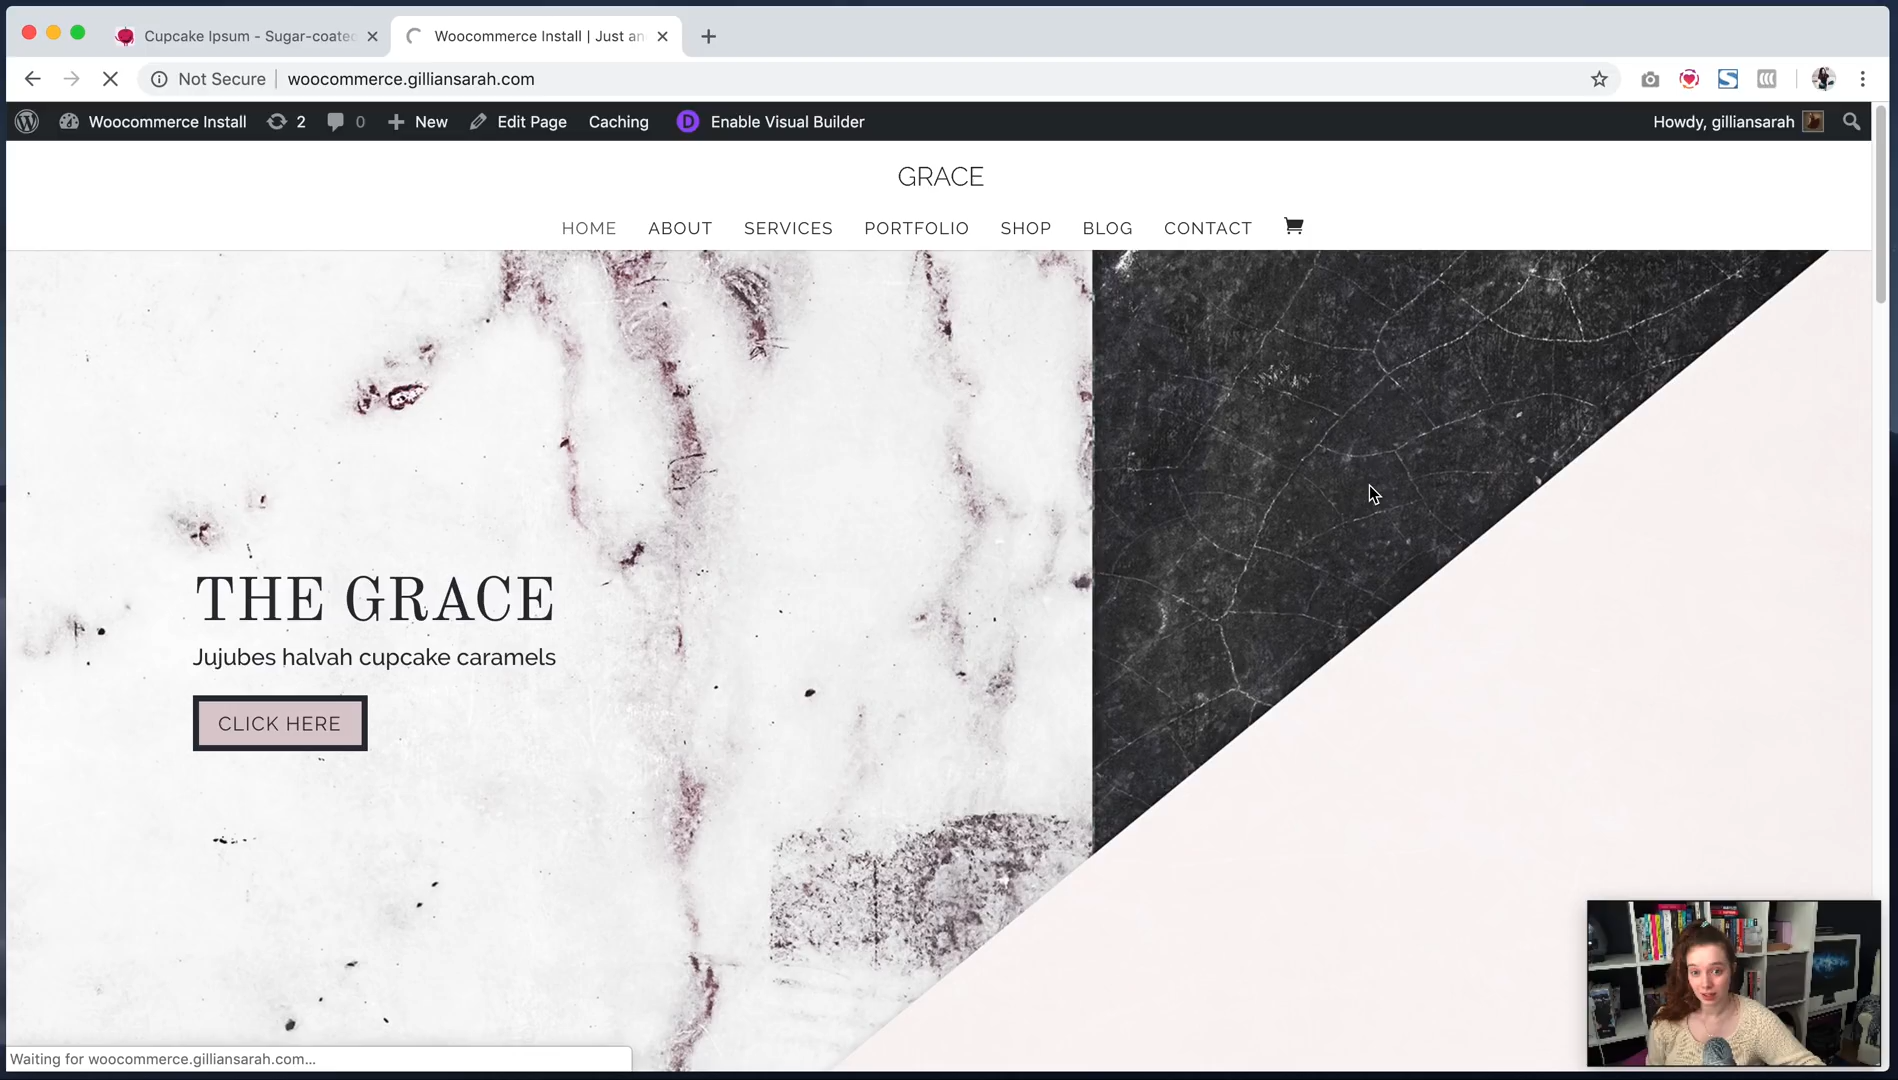 Cupcake Ipsum - Sugar-coated
Woocommerce Install | Just an
Not Secure
woocommerce.gilliansarah.com
Woocommerce Install
2
0
New
Edit Page
Caching
D
Enable Visual Builder
Howdy, gilliansarah
GRACE
HOME
ABOUT
SERVICES
PORTFOLIO
SHOP
BLOG
CONTACT
THE GRACE
Jujubes halvah cupcake caramels
CLICK HERE
Waiting for woocommerce.gilliansarah.com...